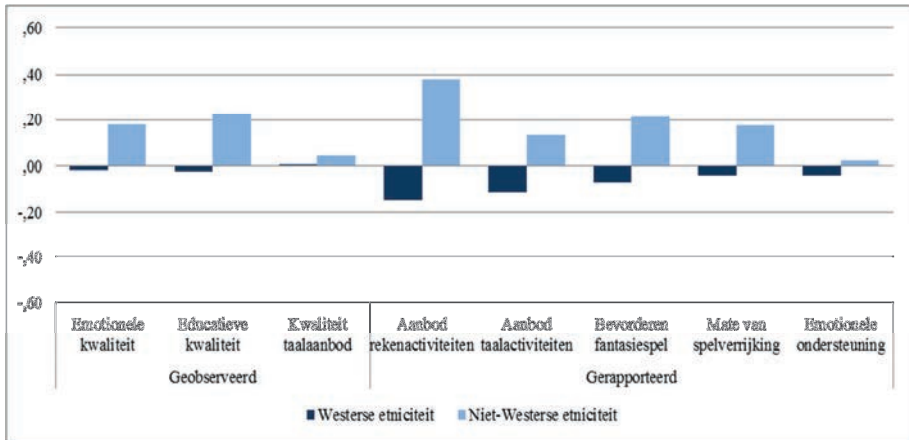 ,60
,40
,20
,00
-,20
-,40
-,60
Emotionele kwaliteit
Educatieve kwaliteit
Kwaliteit taalaanbod
Aanbod rekenactiviteiten
Aanbod taalactiviteiten
Bevorderen fantasiespel
Mate van spelverrijking
Emotionele ondersteuning
Geobserveerd
Gerapporteerd
Westerse etniciteit
Niet-Westerse etniciteit